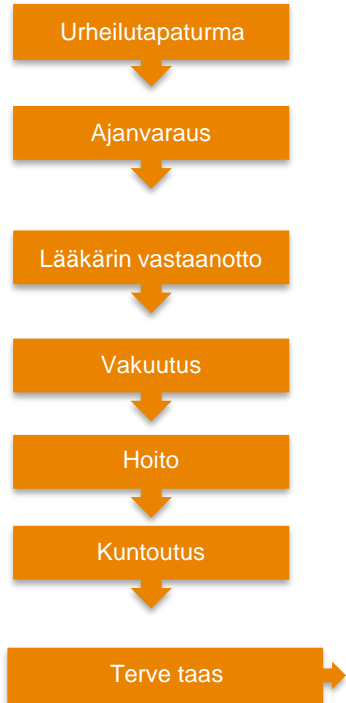 Urheilutapaturma
Ajanvaraus
Lääkärin vastaanotto
Vakuutus
Hoito
Kuntoutus
Terve taas